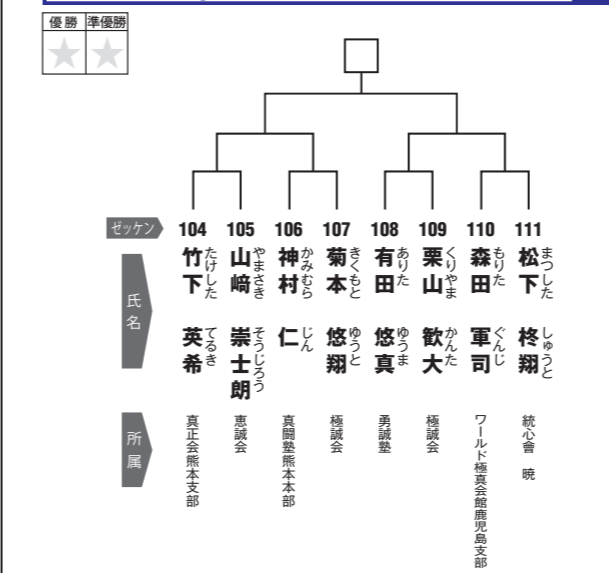 優勝 準優勝
ゼッケン 104 105 106 107 108 109 110 111
氏名
竹下 英希 たけした てるき
山﨑 崇士朗 やまさき そうじろう
神村 仁 かみむら じん
菊本 悠翔 きくもと ゆうと
有田 悠真 ありた ゆうま
栗山 歓大 くりやま かんた
森田 軍司 もりた ぐんじ
松下 柊翔 まつした しゅうと
所属
真正会熊本支部
恵誠会
真闘塾熊本本部
極誠会
勇誠塾
極誠会
ワールド極真会館鹿児島支部
統心會 暁